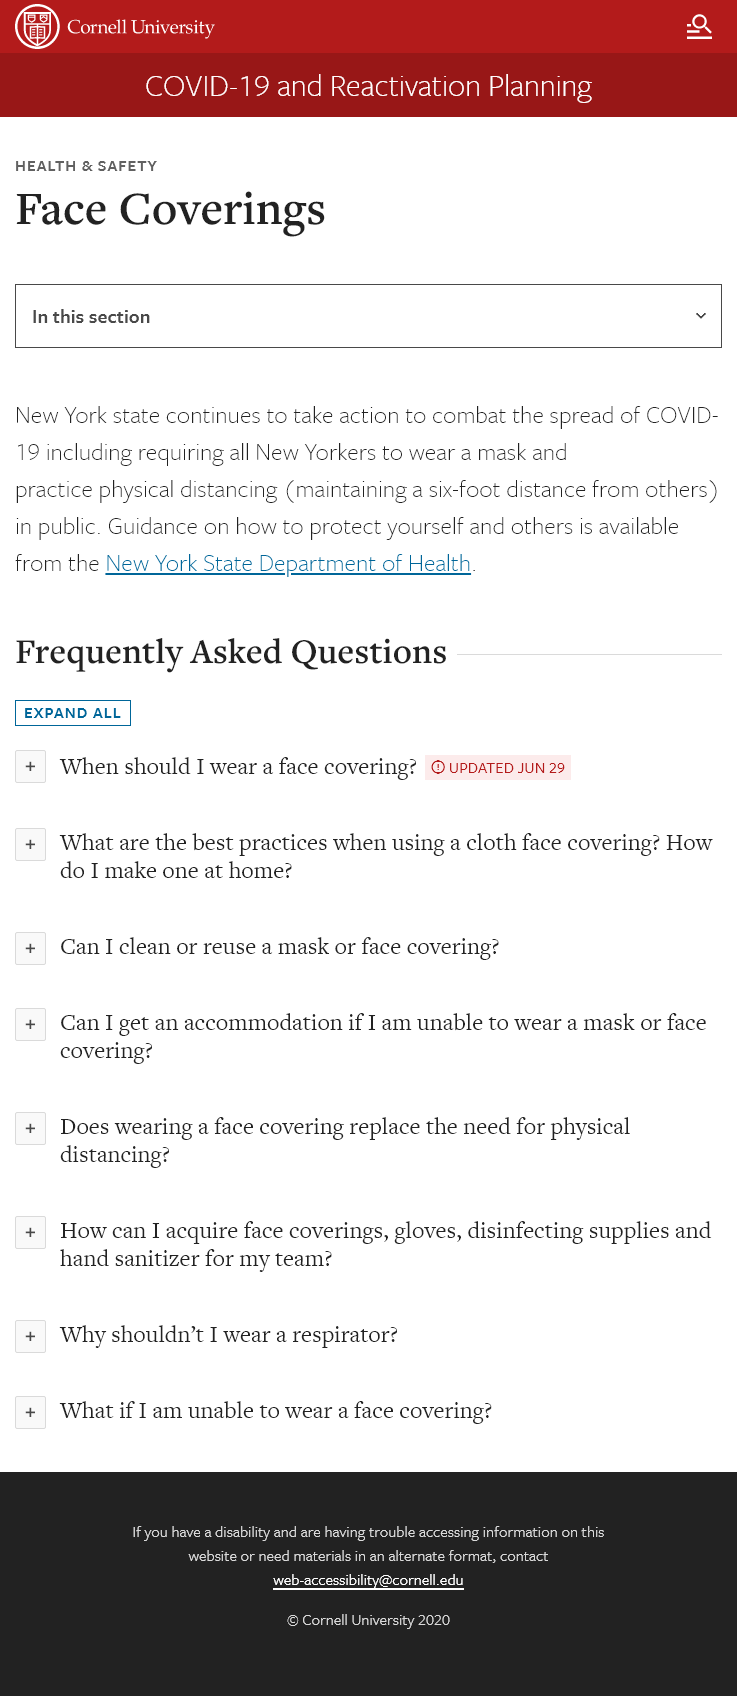 Cornell University
COVID-19 and Reactivation Planning
HEALTH & SAFETY
Face Coverings
In this section
New York state continues to take action to combat the spread of COVID-
19 including requiring all New Yorkers to wear a mask and
practice physical distancing (maintaining a six-foot distance from others)
in public. Guidance on how to protect yourself and others is available
from the New York State Department of Health.
Frequently Asked Questions
EXPAND ALL
+ When should I wear a face covering? UPDATED JUN 29
+ What are the best practices when using a cloth face covering? How
do I make one at home?
+ Can I clean or reuse a mask or face covering?
+ Can I get an accommodation if I am unable to wear a mask or face
covering?
+ Does wearing a face covering replace the need for physical
distancing?
+ How can I acquire face coverings, gloves, disinfecting supplies and
hand sanitizer for my team?
+ Why shouldn’t I wear a respirator?
+ What if I am unable to wear a face covering?
If you have a disability and are having trouble accessing information on this
website or need materials in an alternate format, contact
web-accessibility@cornell.edu
© Cornell University 2020